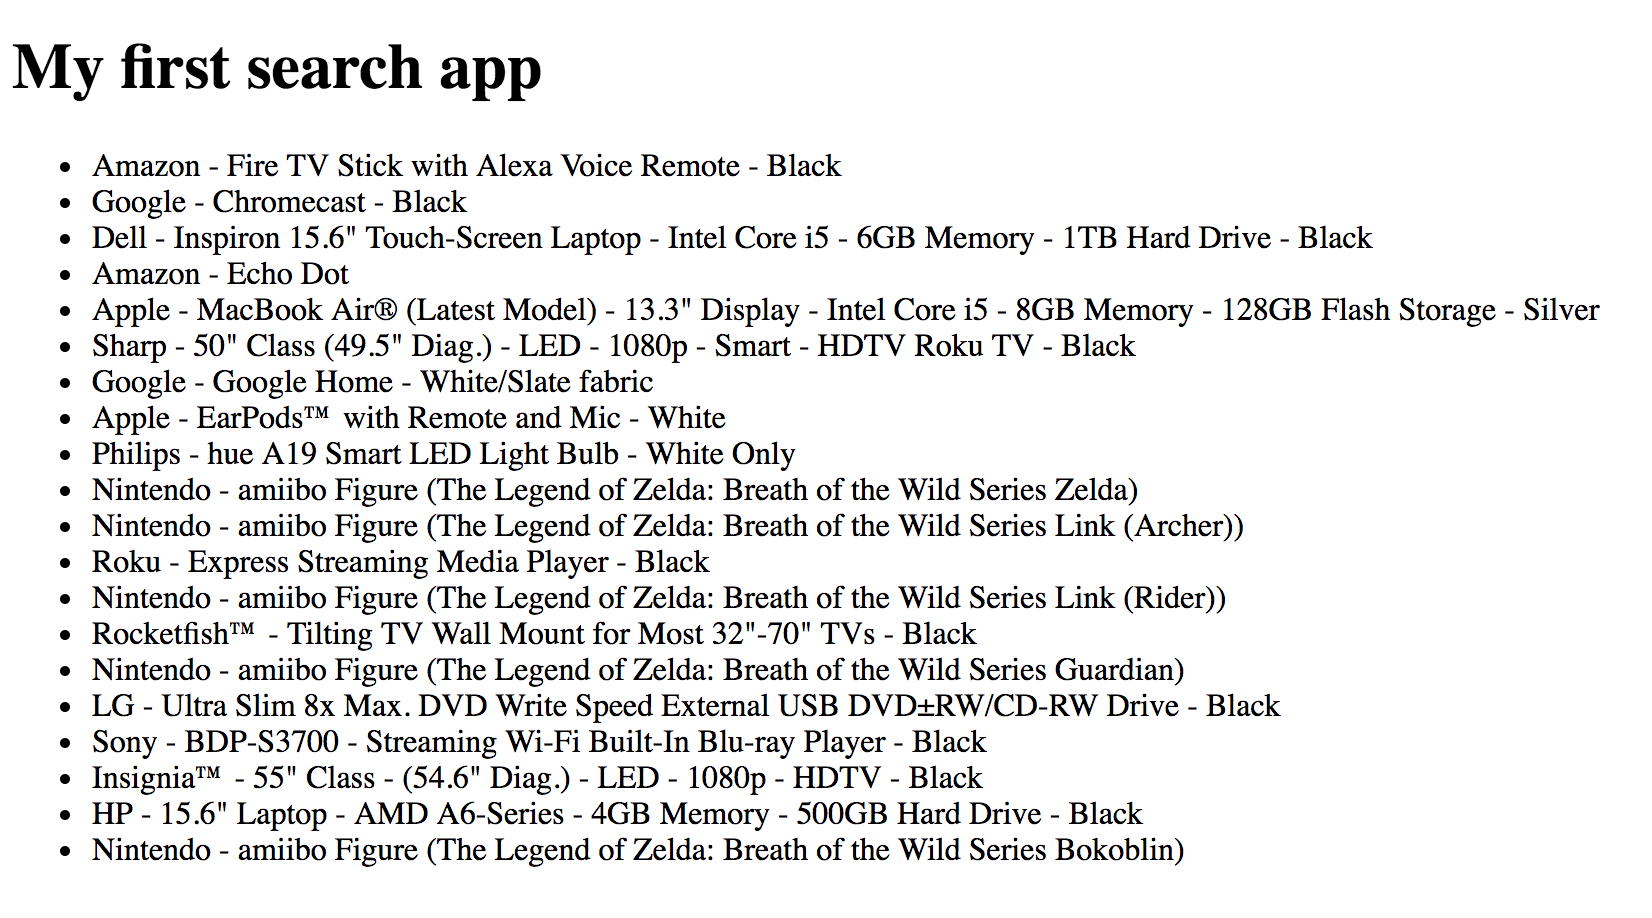 My first search app
Amazon - Fire TV Stick with Alexa Voice Remote - Black
Google - Chromecast - Black
Dell - Inspiron 15.6" Touch-Screen Laptop - Intel Core i5 - 6GB Memory - 1TB Hard Drive - Black
Amazon - Echo Dot
Apple - MacBook Air® (Latest Model) - 13.3" Display - Intel Core i5 - 8GB Memory - 128GB Flash Storage - Silver
Sharp - 50" Class (49.5" Diag.) - LED - 1080p - Smart - HDTV Roku TV - Black
Google - Google Home - White/Slate fabric
Apple - EarPods™ with Remote and Mic - White
Philips - hue A19 Smart LED Light Bulb - White Only
Nintendo - amiibo Figure (The Legend of Zelda: Breath of the Wild Series Zelda)
Nintendo - amiibo Figure (The Legend of Zelda: Breath of the Wild Series Link (Archer))
Roku - Express Streaming Media Player - Black
Nintendo - amiibo Figure (The Legend of Zelda: Breath of the Wild Series Link (Rider))
Rocketfish™ - Tilting TV Wall Mount for Most 32"-70" TVs - Black
Nintendo - amiibo Figure (The Legend of Zelda: Breath of the Wild Series Guardian)
LG - Ultra Slim 8x Max. DVD Write Speed External USB DVD±RW/CD-RW Drive - Black
Sony - BDP-S3700 - Streaming Wi-Fi Built-In Blu-ray Player - Black
Insignia™ - 55" Class - (54.6" Diag.) - LED - 1080p - HDTV - Black
HP - 15.6" Laptop - AMD A6-Series - 4GB Memory - 500GB Hard Drive - Black
Nintendo - amiibo Figure (The Legend of Zelda: Breath of the Wild Series Bokoblin)